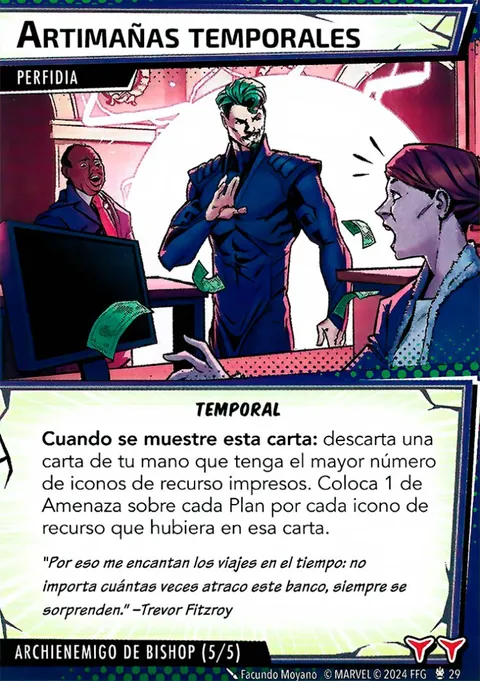 ARTIMAÑAS TEMPORALES
PERFIDIA
TEMPORAL
Cuando se muestre esta carta: descarta una
carta de tu mano que tenga el mayor número
de iconos de recurso impresos. Coloca 1 de
Amenaza sobre cada Plan por cada icono de
recurso que hubiera en esa carta.
"Por eso me encantan los viajes en el tiempo: no
importa cuántas veces atraco este banco, siempre se
sorprenden." –Trevor Fitzroy
ARCHIENEMIGO DE BISHOP (5/5)
Facundo Moyano © MARVEL © 2024 FFG 29